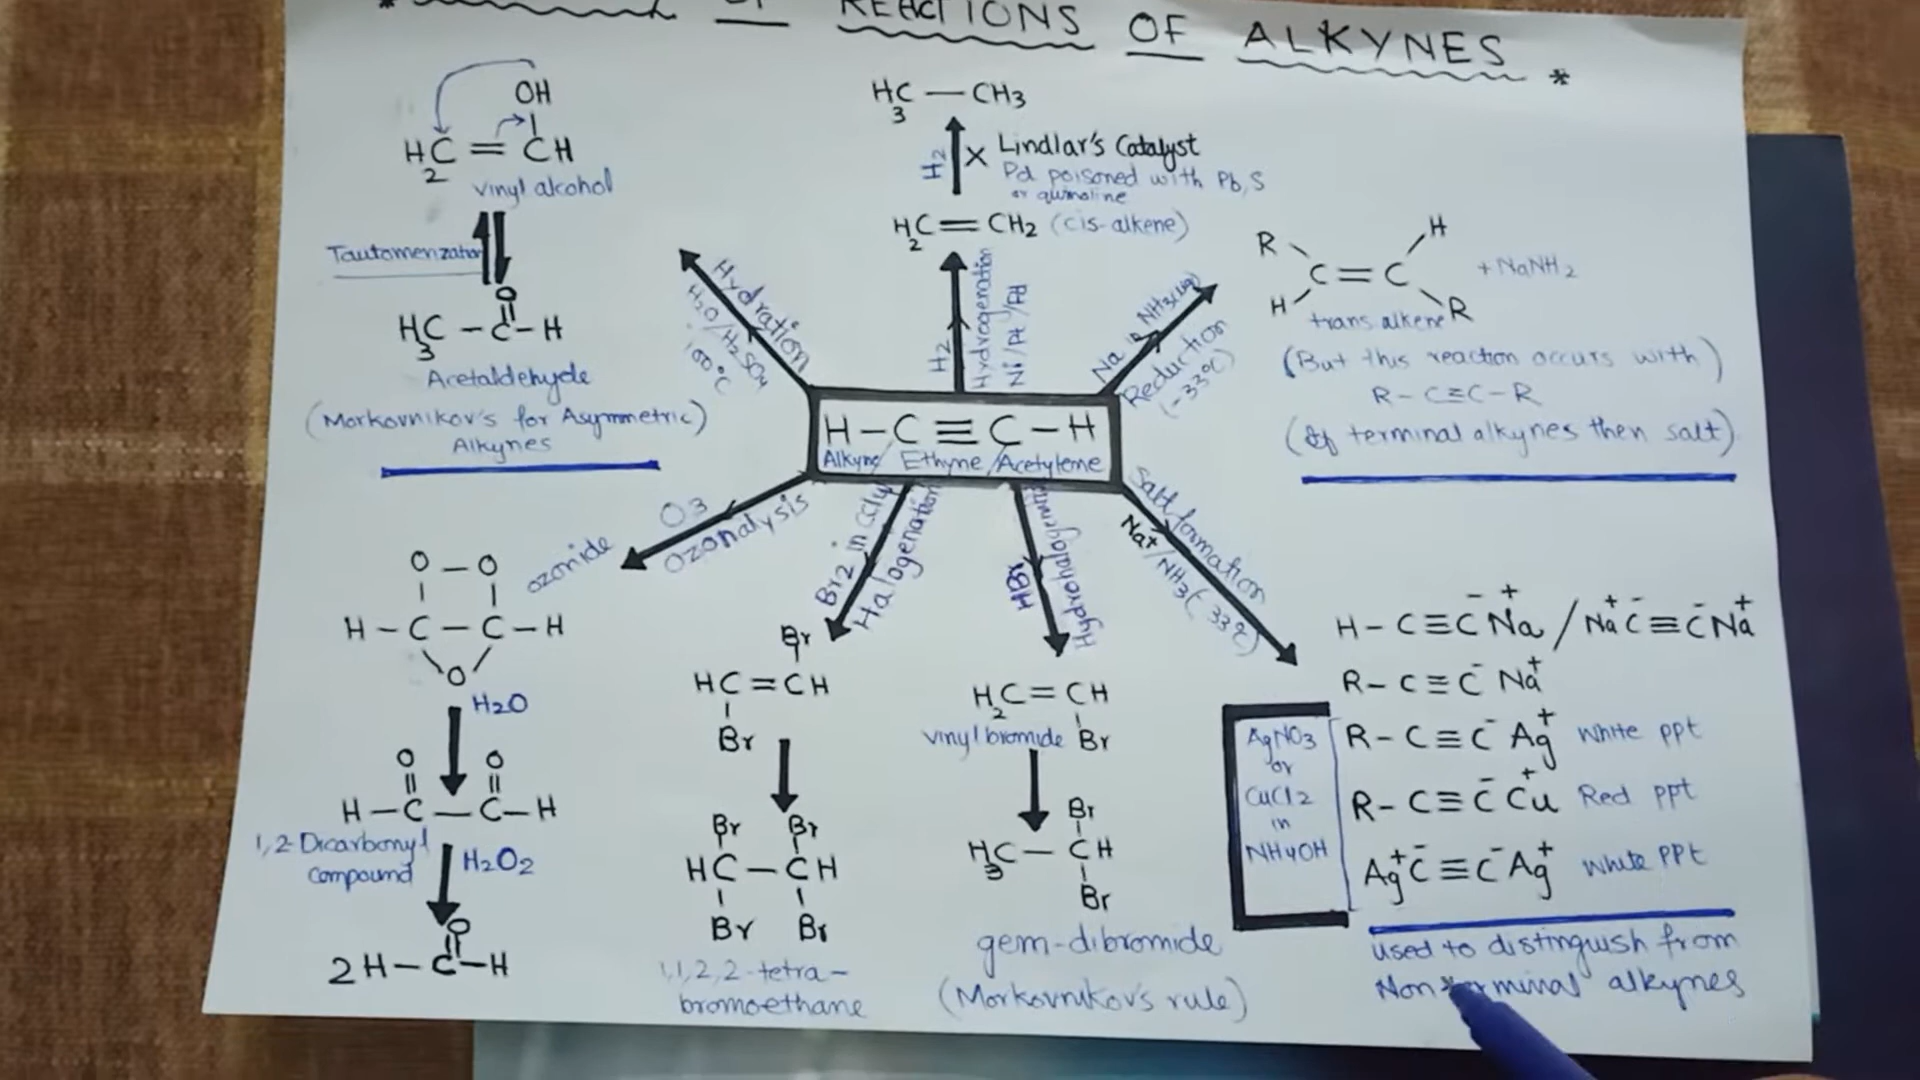 OF REACTIONS OF ALKYNES *
OH
H2C = CH
vinyl alcohol
Tautomerization
O
H3C - C - H
Acetaldehyde
(Markovnikov's for Asymmetric)
Alkynes
Hydration
H2O/H2SO4
100°C
H3C — CH3
H2 X Lindlar's Catalyst
Pd poisoned with Pb, S
or quinoline
H2C = CH2 (cis-alkene)
H2
Hydrogenation
Ni/Pt/Pd
Na in NH3(liq)
Reduction
(-33°C)
R H
C = C + NaNH2
H R
trans alkene
(But this reaction occurs with)
R - C≡C - R
(If terminal alkynes then salt)
H - C ≡ C - H
Alkyne/ Ethyne/Acetylene
O3
Ozonalysis
ozonide
O - O
H - C - C - H
O
H2O
O O
H - C — C - H
1,2-Dicarbonyl
compound
H2O2
O
2H - C - H
Br2 in CCl4
Halogenation
Br
HC = CH
Br
Br Br
HC - CH
Br Br
1,1,2,2-tetra-
bromoethane
HBr
Hydrohalogenation
H2C = CH
vinyl bromide Br
Br
H3C - CH
Br
gem-dibromide
(Morkovnikov's rule)
Salt formation
Na+/NH3( 33°C)
H - C≡C- Na+ / Na+ C-≡C- Na+
R - C≡C- Na+
AgNO3
or
CuCl2
in
NH4OH
R - C≡C- Ag+ white ppt
R - C≡C- Cu+ Red ppt
Ag+ C-≡C- Ag+ white ppt
used to distinguish from
alkynes